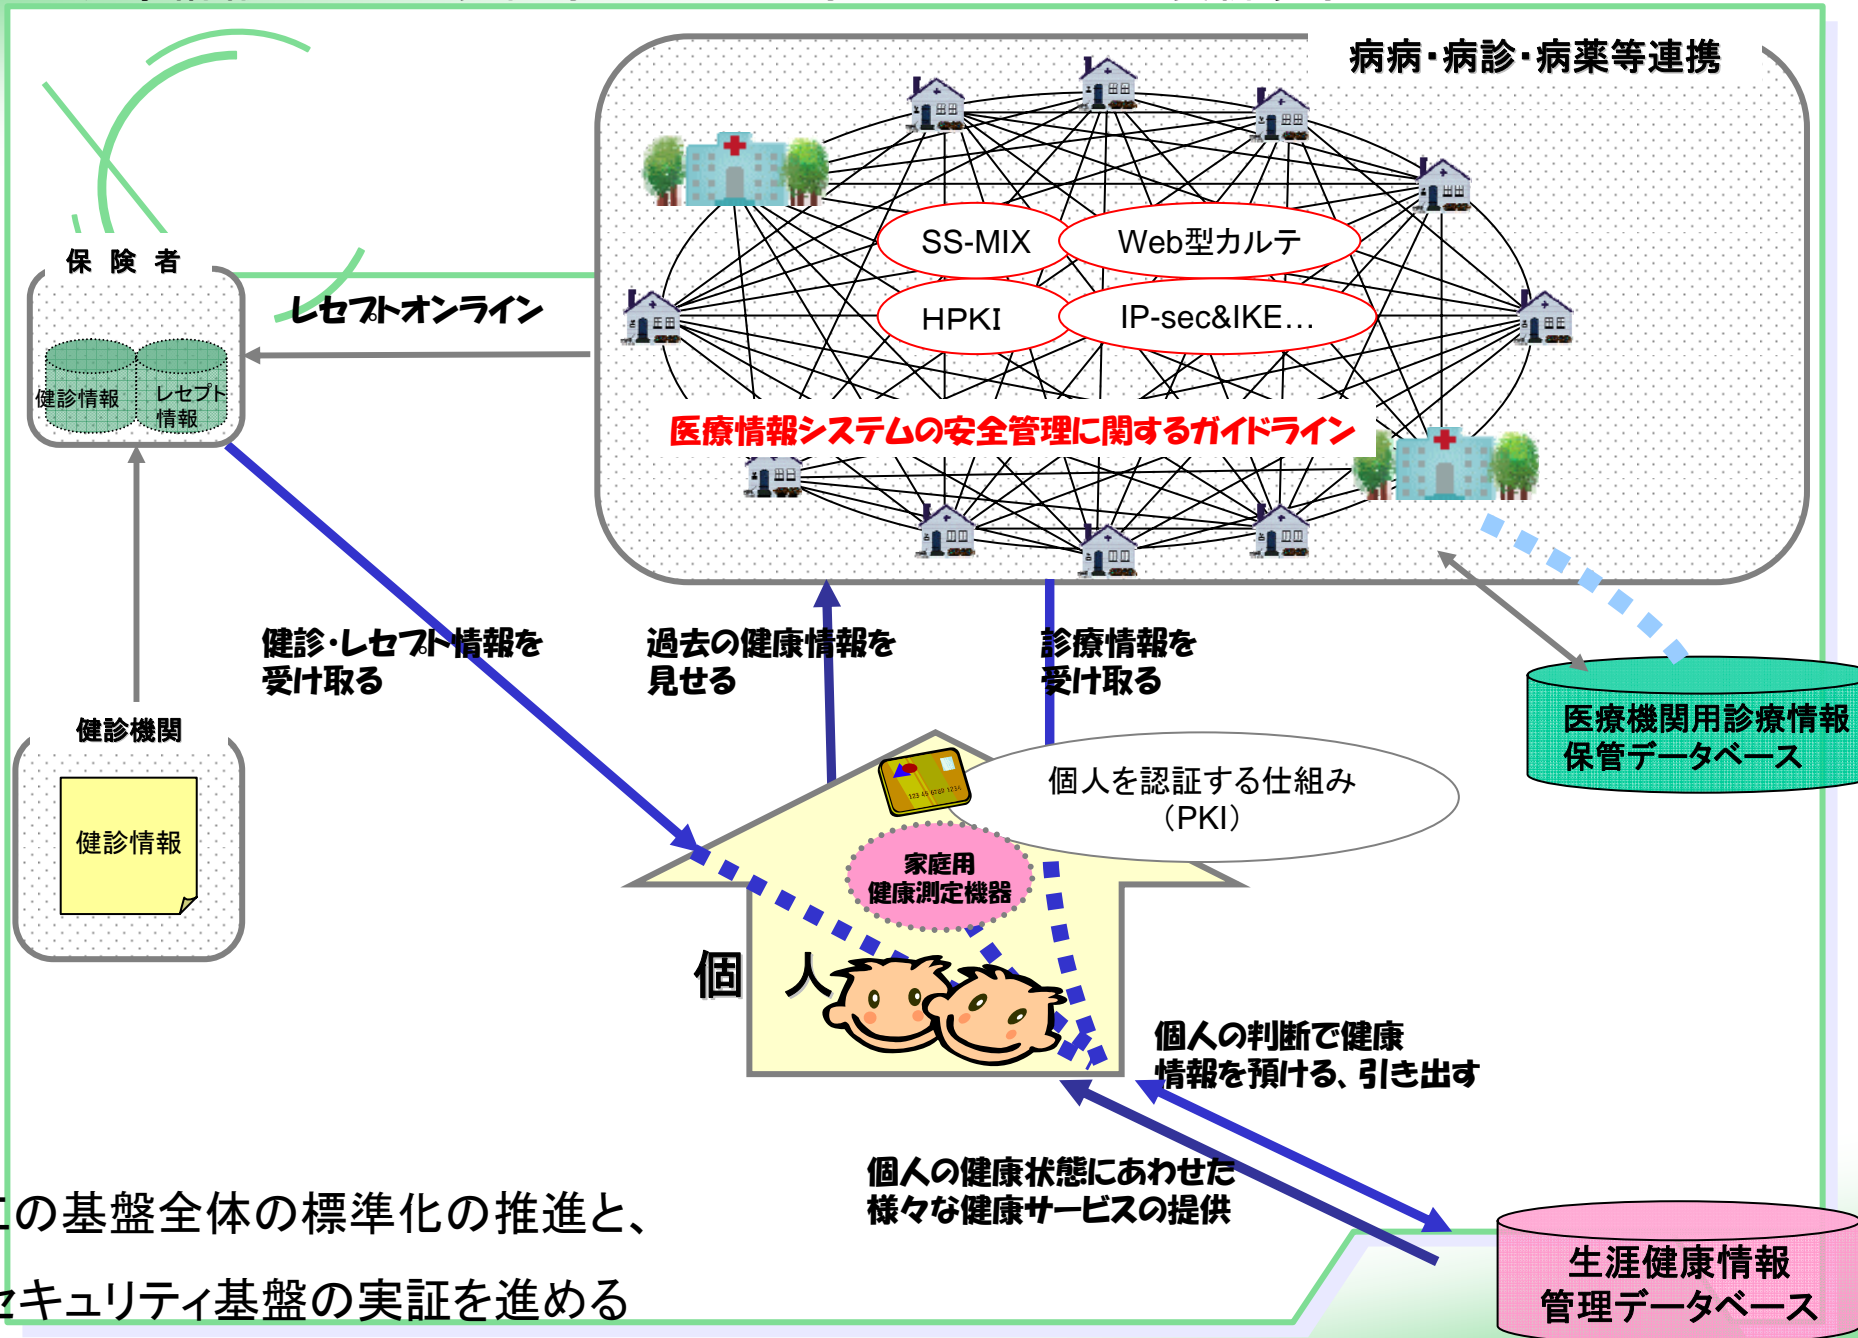 病病・病診・病薬等連携
SS-MIX
Web型カルテ
HPKI
IP-sec&IKE…
医療情報システムの安全管理に関するガイドライン
保 険 者
レセプトオンライン
健診情報
レセプト
情報
健診・レセプト情報を
受け取る
過去の健康情報を
見せる
診療情報を
受け取る
医療機関用診療情報
保管データベース
健診機関
健診情報
個人を認証する仕組み
（PKI）
123 45 6789 1234
家庭用
健康測定機器
個 人
個人の判断で健康
情報を預ける、引き出す
個人の健康状態にあわせた
様々な健康サービスの提供
この基盤全体の標準化の推進と、
セキュリティ基盤の実証を進める
生涯健康情報
管理データベース